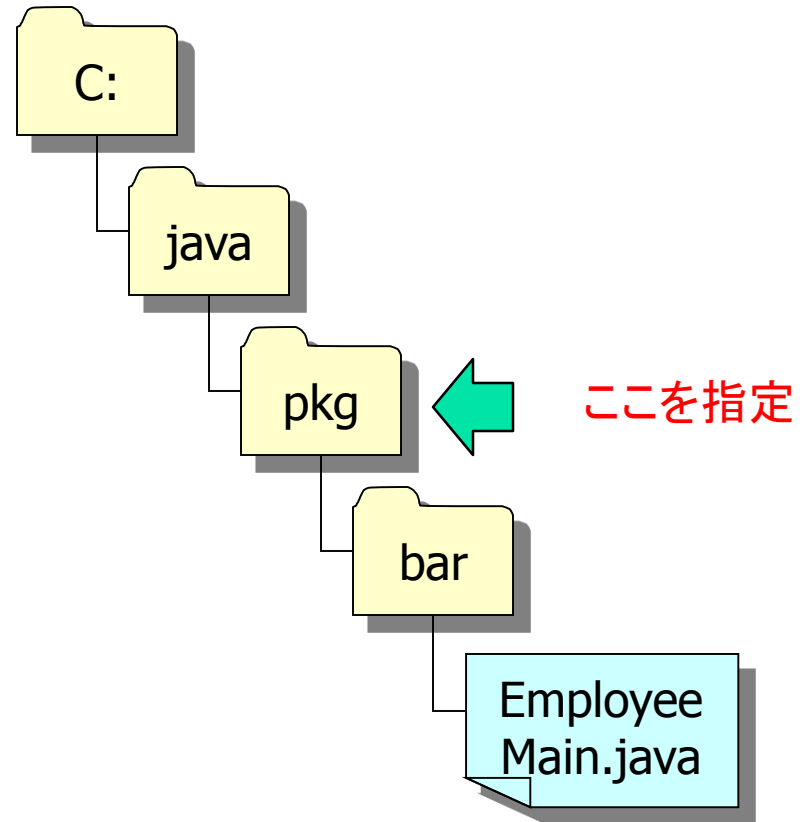 C:
java
pkg
ここを指定
bar
Employee
Main.java